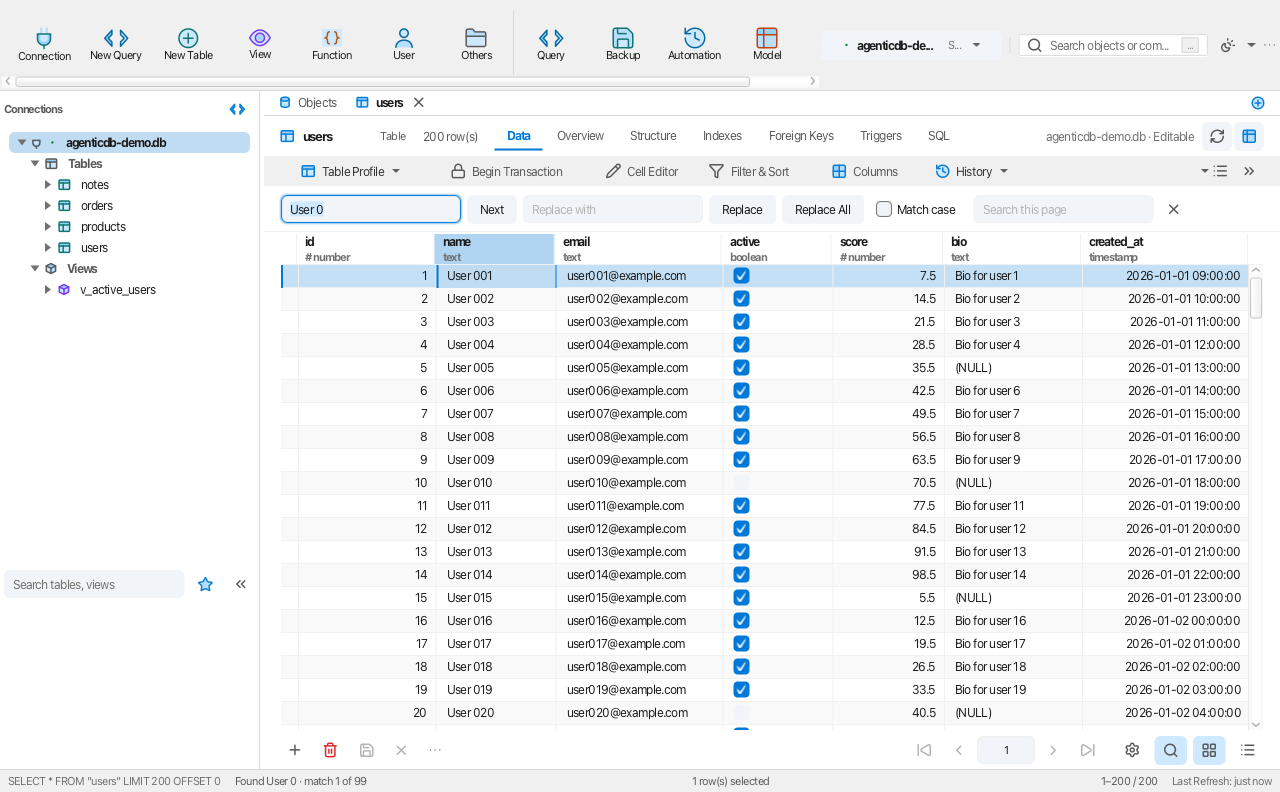 Connection
New Query
New Table
View
Function
User
Others
Query
Backup
Automation
Model
agenticdb-de...
S...
Search objects or com...
...
Connections
agenticdb-demo.db
Tables
notes
orders
products
users
Views
v_active_users
Search tables, views
Objects
users
users
Table
200 row(s)
Data
Overview
Structure
Indexes
Foreign Keys
Triggers
SQL
agenticdb-demo.db · Editable
Table Profile
Begin Transaction
Cell Editor
Filter & Sort
Columns
History
User 0
Next
Replace with
Replace
Replace All
Match case
Search this page
id name email active score bio created_at
# number text text boolean # number text timestamp
1 User 001 user001@example.com 7.5 Bio for user 1 2026-01-01 09:00:00
2 User 002 user002@example.com 14.5 Bio for user 2 2026-01-01 10:00:00
3 User 003 user003@example.com 21.5 Bio for user 3 2026-01-01 11:00:00
4 User 004 user004@example.com 28.5 Bio for user 4 2026-01-01 12:00:00
5 User 005 user005@example.com 35.5 (NULL) 2026-01-01 13:00:00
6 User 006 user006@example.com 42.5 Bio for user 6 2026-01-01 14:00:00
7 User 007 user007@example.com 49.5 Bio for user 7 2026-01-01 15:00:00
8 User 008 user008@example.com 56.5 Bio for user 8 2026-01-01 16:00:00
9 User 009 user009@example.com 63.5 Bio for user 9 2026-01-01 17:00:00
10 User 010 user010@example.com 70.5 (NULL) 2026-01-01 18:00:00
11 User 011 user011@example.com 77.5 Bio for user 11 2026-01-01 19:00:00
12 User 012 user012@example.com 84.5 Bio for user 12 2026-01-01 20:00:00
13 User 013 user013@example.com 91.5 Bio for user 13 2026-01-01 21:00:00
14 User 014 user014@example.com 98.5 Bio for user 14 2026-01-01 22:00:00
15 User 015 user015@example.com 5.5 (NULL) 2026-01-01 23:00:00
16 User 016 user016@example.com 12.5 Bio for user 16 2026-01-02 00:00:00
17 User 017 user017@example.com 19.5 Bio for user 17 2026-01-02 01:00:00
18 User 018 user018@example.com 26.5 Bio for user 18 2026-01-02 02:00:00
19 User 019 user019@example.com 33.5 Bio for user 19 2026-01-02 03:00:00
20 User 020 user020@example.com 40.5 (NULL) 2026-01-02 04:00:00
1
SELECT * FROM "users" LIMIT 200 OFFSET 0
Found User 0 · match 1 of 99
1 row(s) selected
1–200 / 200
Last Refresh: just now